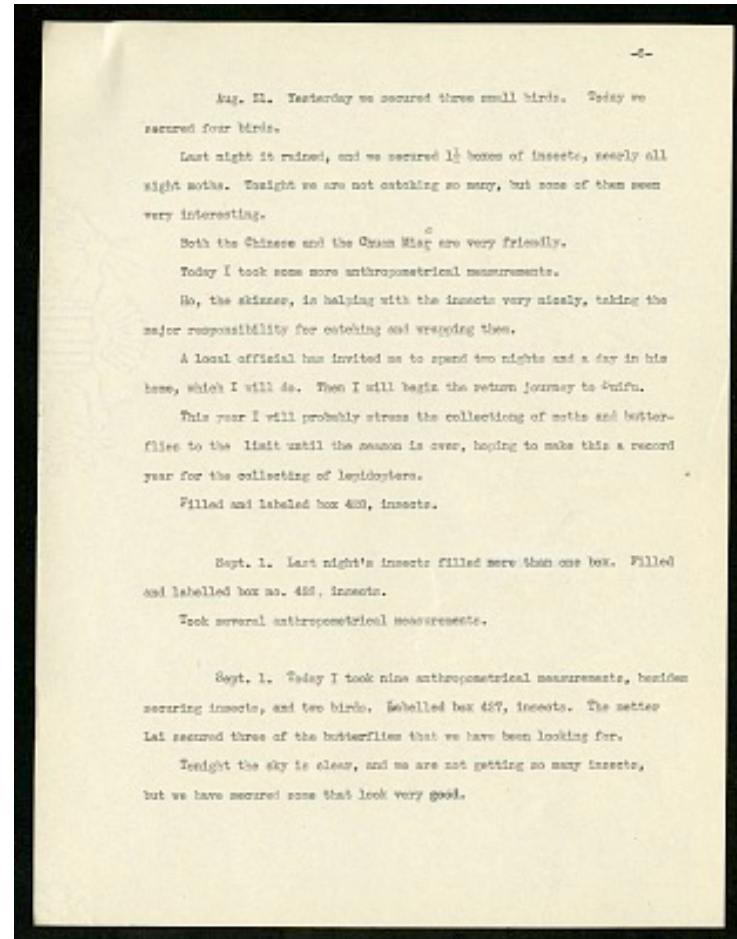 Aug. 31. Yesterday we secured three small birds. Today we
secured four birds.
Last night it rained, and we secured 1½ boxes of insects, nearly all
night moths. Tonight we are not catching so many, but some of them seem
very interesting.
Both the Chinese and the Chuan Miao are very friendly.
Today I took some more anthropometrical measurements.
Ho, the skinner, is helping with the insects very nicely, taking the
major responsibility for catching and wrapping them.
A local official has invited me to spend two nights and a day in his
home, which I will do. Then I will begin the return journey to Suifu.
This year I will probably stress the collections of moths and butter-
flies to the limit until the season is over, hoping to make this a record
year for the collecting of lepidoptera.
Filled and labeled box insects.
Sept. 1. Last night's insects filled more than one box. Filled
and labelled box no. insects.
Took several anthropometrical measurements.
Sept. 1. Today I took nine anthropometrical measurements, besides
securing insects, and two birds. Labelled box 427, insects. The netter
Lai secured three of the butterflies that we have been looking for.
Tonight the sky is clear, and we are not getting so many insects,
but we have secured some that look very good.